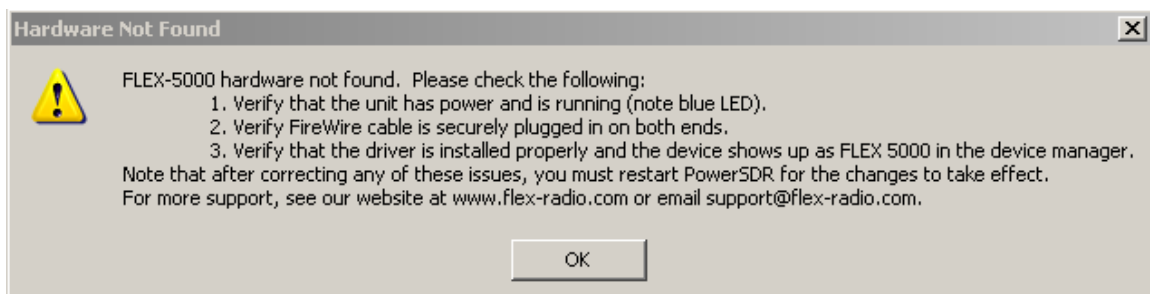 Hardware Not Found
FLEX-5000 hardware not found.  Please check the following:
1. Verify that the unit has power and is running (note blue LED).
2. Verify FireWire cable is securely plugged in on both ends.
3. Verify that the driver is installed properly and the device shows up as FLEX 5000 in the device manager.
Note that after correcting any of these issues, you must restart PowerSDR for the changes to take effect.
For more support, see our website at www.flex-radio.com or email support@flex-radio.com.
OK